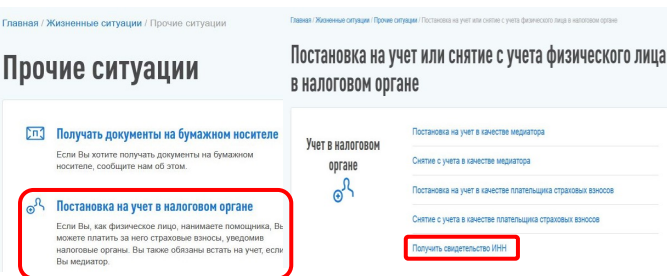 Главная / Жизненные ситуации / Прочие ситуации
Прочие ситуации
Получать документы на бумажном носителе
Если Вы хотите получать документы на бумажном
носителе, сообщите нам об этом.
Постановка на учет в налоговом органе
Если Вы, как физическое лицо, нанимаете помощника, Вы
можете платить за него страховые взносы, уведомив
налоговые органы. Вы также обязаны встать на учет, если
Вы медиатор.
Главная / Жизненные ситуации / Прочие ситуации / Постановка на учет или снятие с учета физического лица в налоговом органе
Постановка на учет или снятие с учета физического лица
в налоговом органе
Учет в налоговом
органе
Постановка на учет в качестве медиатора
Снятие с учета в качестве медиатора
Постановка на учет в качестве плательщика страховых взносов
Снятие с учета в качестве плательщика страховых взносов
Получить свидетельство ИНН